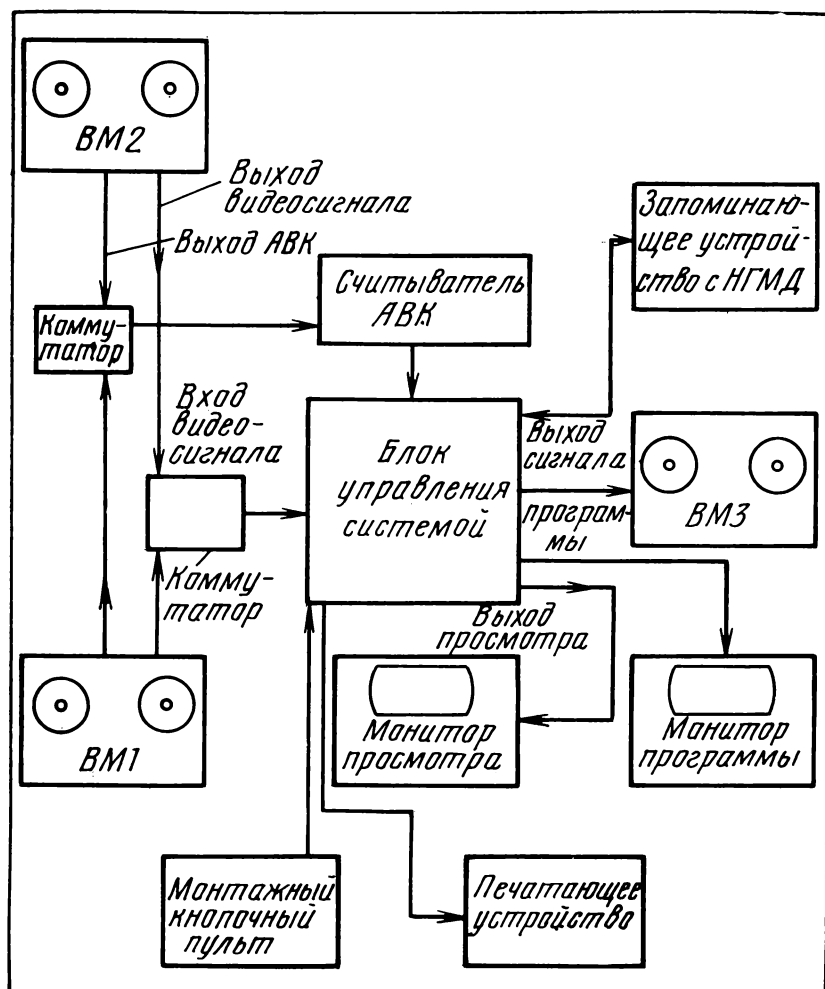 ВМ2
Выход
видеосигнала
Выход АВК
Комму-
татор
Считыватель
АВК
Запоминаю-
щее устрой-
ство с НГМД
Вход
видео-
сигнала
Комму-
татор
Блок
управления
системой
Выход
сигнала
програм-
мы
ВМ3
Выход
просмотра
ВМ1
Монитор
просмотра
Монитор
программы
Монтажный
кнопочный
пульт
Печатающее
устройство